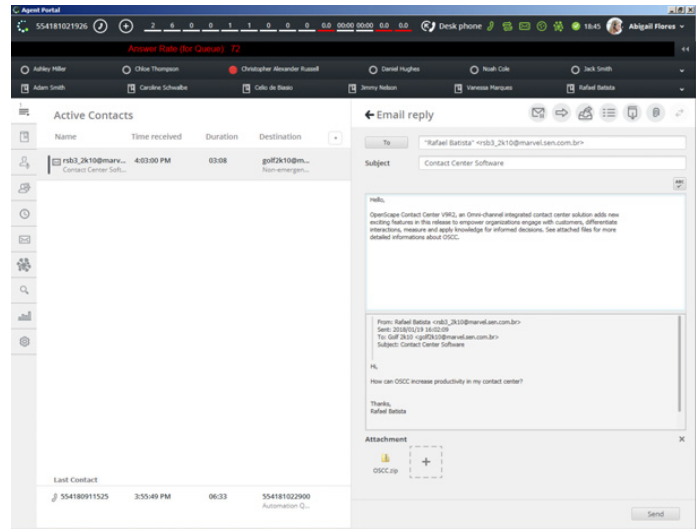 Agent Portal
554181021926 2 6 0 0 1 1 0 0 0 0.0 00:00 00:00 0.0 0.0 Desk phone 18:45 Abigail Flores
Answer Rate (for Queue) 72
Ashley Miller Chloe Thompson Christopher Alexander Russell Daniel Hughes Noah Cole Jack Smith
Adam Smith Caroline Schwalbe Celio de Biasio Jimmy Nelson Vanessa Marques Rafael Batista
Active Contacts
Name Time received Duration Destination +
rsb3_2k10@marv... 4:03:00 PM 03:08 golf2k10@m...
Contact Center Soft... Non-emergen...
Last Contact
554180911525 3:55:49 PM 06:33 554181022900
Automation Q...
Email reply
To "Rafael Batista" <rsb3_2k10@marvel.sen.com.br>
Subject Contact Center Software
ABC
Hello,
OpenScape Contact Center V9R2, an Omni-channel integrated contact center solution adds new
exciting features in this release to empower organizations engage with customers, differentiate
interactions, measure and apply knowledge for informed decisions. See attached files for more
detailed informations about OSCC.
From: Rafael Batista <rsb3_2k10@marvel.sen.com.br>
Sent: 2018/01/19 16:02:09
To: Golf 2k10 <golf2k10@marvel.sen.com.br>
Subject: Contact Center Software
Hi,
How can OSCC increase productivity in my contact center?
Thanks,
Rafael Batista
Attachment
OSCC.zip
Send